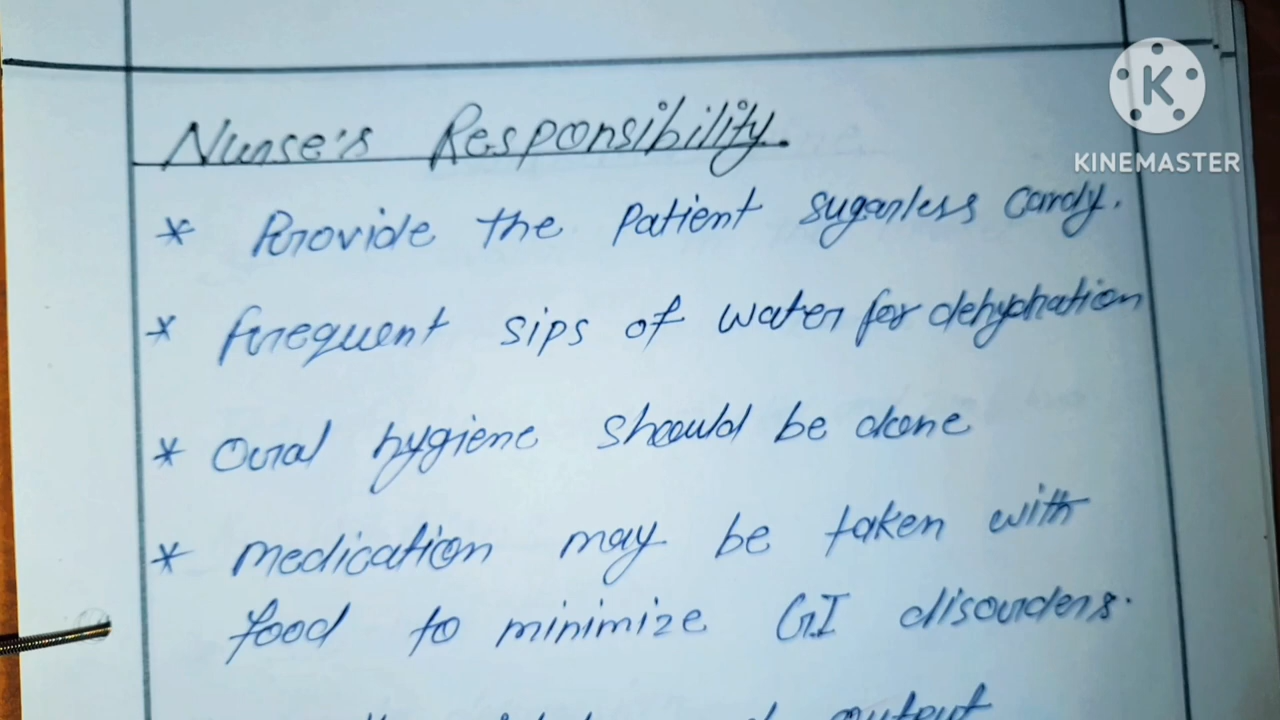 K
KINEMASTER
Nurse's Responsibility.
* Provide the patient sugarless candy.
* frequent sips of water for dehydration
* Oral hygiene should be done
* medication may be taken with
food to minimize GI disorders.
output